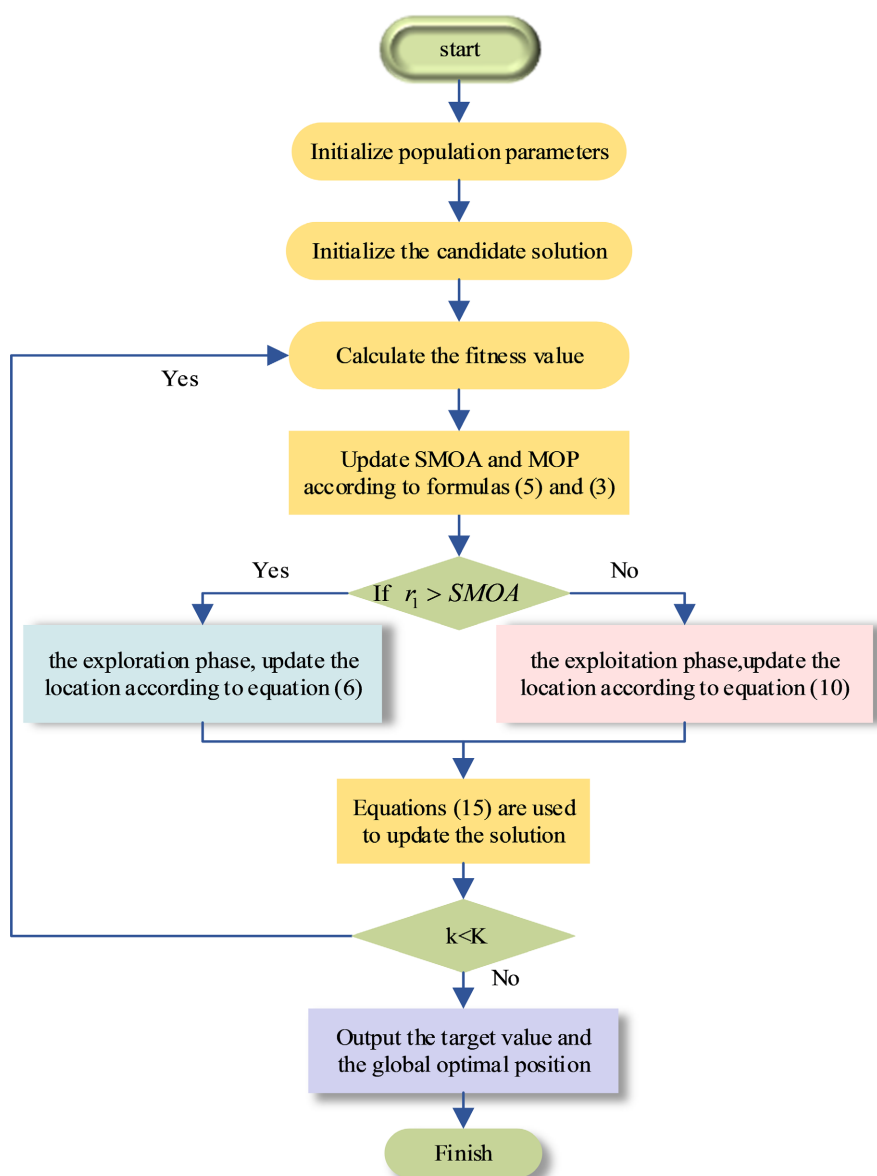 start
Initialize population parameters
Initialize the candidate solution
Calculate the fitness value
Yes
Update SMOA and MOP
according to formulas (5) and (3)
Yes
If r₁ > SMOA
No
the exploration phase, update the
location according to equation (6)
the exploitation phase,update the
location according to equation (10)
Equations (15) are used
to update the solution
k<K
No
Output the target value and
the global optimal position
Finish